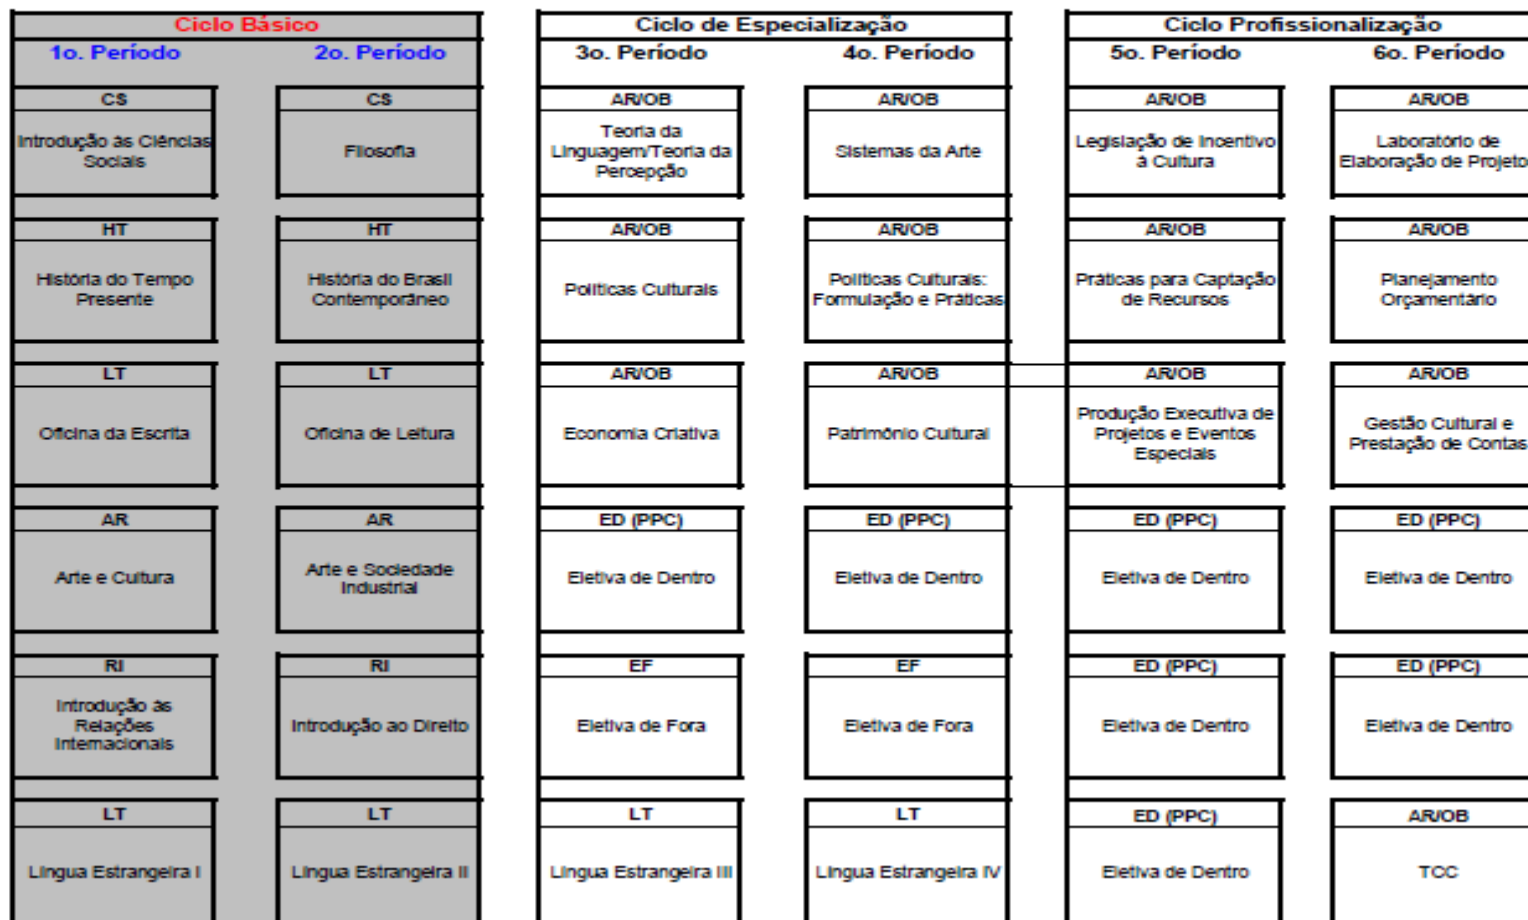 Ciclo Básico
Ciclo de Especialização
Ciclo Profissionalização
1o. Período
2o. Período
3o. Período
4o. Período
5o. Período
6o. Período
CS
CS
AR/OB
AR/OB
AR/OB
AR/OB
Introdução às Ciências
Sociais
Filosofia
Teoria da
Linguagem/Teoria da
Percepção
Sistemas da Arte
Legislação de Incentivo
à Cultura
Laboratório de
Elaboração de Projeto
HT
HT
AR/OB
AR/OB
AR/OB
AR/OB
História do Tempo
Presente
História do Brasil
Contemporâneo
Políticas Culturais
Políticas Culturais:
Formulação e Práticas
Práticas para Captação
de Recursos
Planejamento
Orçamentário
LT
LT
AR/OB
AR/OB
AR/OB
AR/OB
Oficina da Escrita
Oficina de Leitura
Economia Criativa
Patrimônio Cultural
Produção Executiva de
Projetos e Eventos
Especiais
Gestão Cultural e
Prestação de Contas
AR
AR
ED (PPC)
ED (PPC)
ED (PPC)
ED (PPC)
Arte e Cultura
Arte e Sociedade
Industrial
Eletiva de Dentro
Eletiva de Dentro
Eletiva de Dentro
Eletiva de Dentro
RI
RI
EF
EF
ED (PPC)
ED (PPC)
Introdução às
Relações
Internacionais
Introdução ao Direito
Eletiva de Fora
Eletiva de Fora
Eletiva de Dentro
Eletiva de Dentro
LT
LT
LT
LT
ED (PPC)
AR/OB
Língua Estrangeira I
Língua Estrangeira II
Língua Estrangeira III
Língua Estrangeira IV
Eletiva de Dentro
TCC